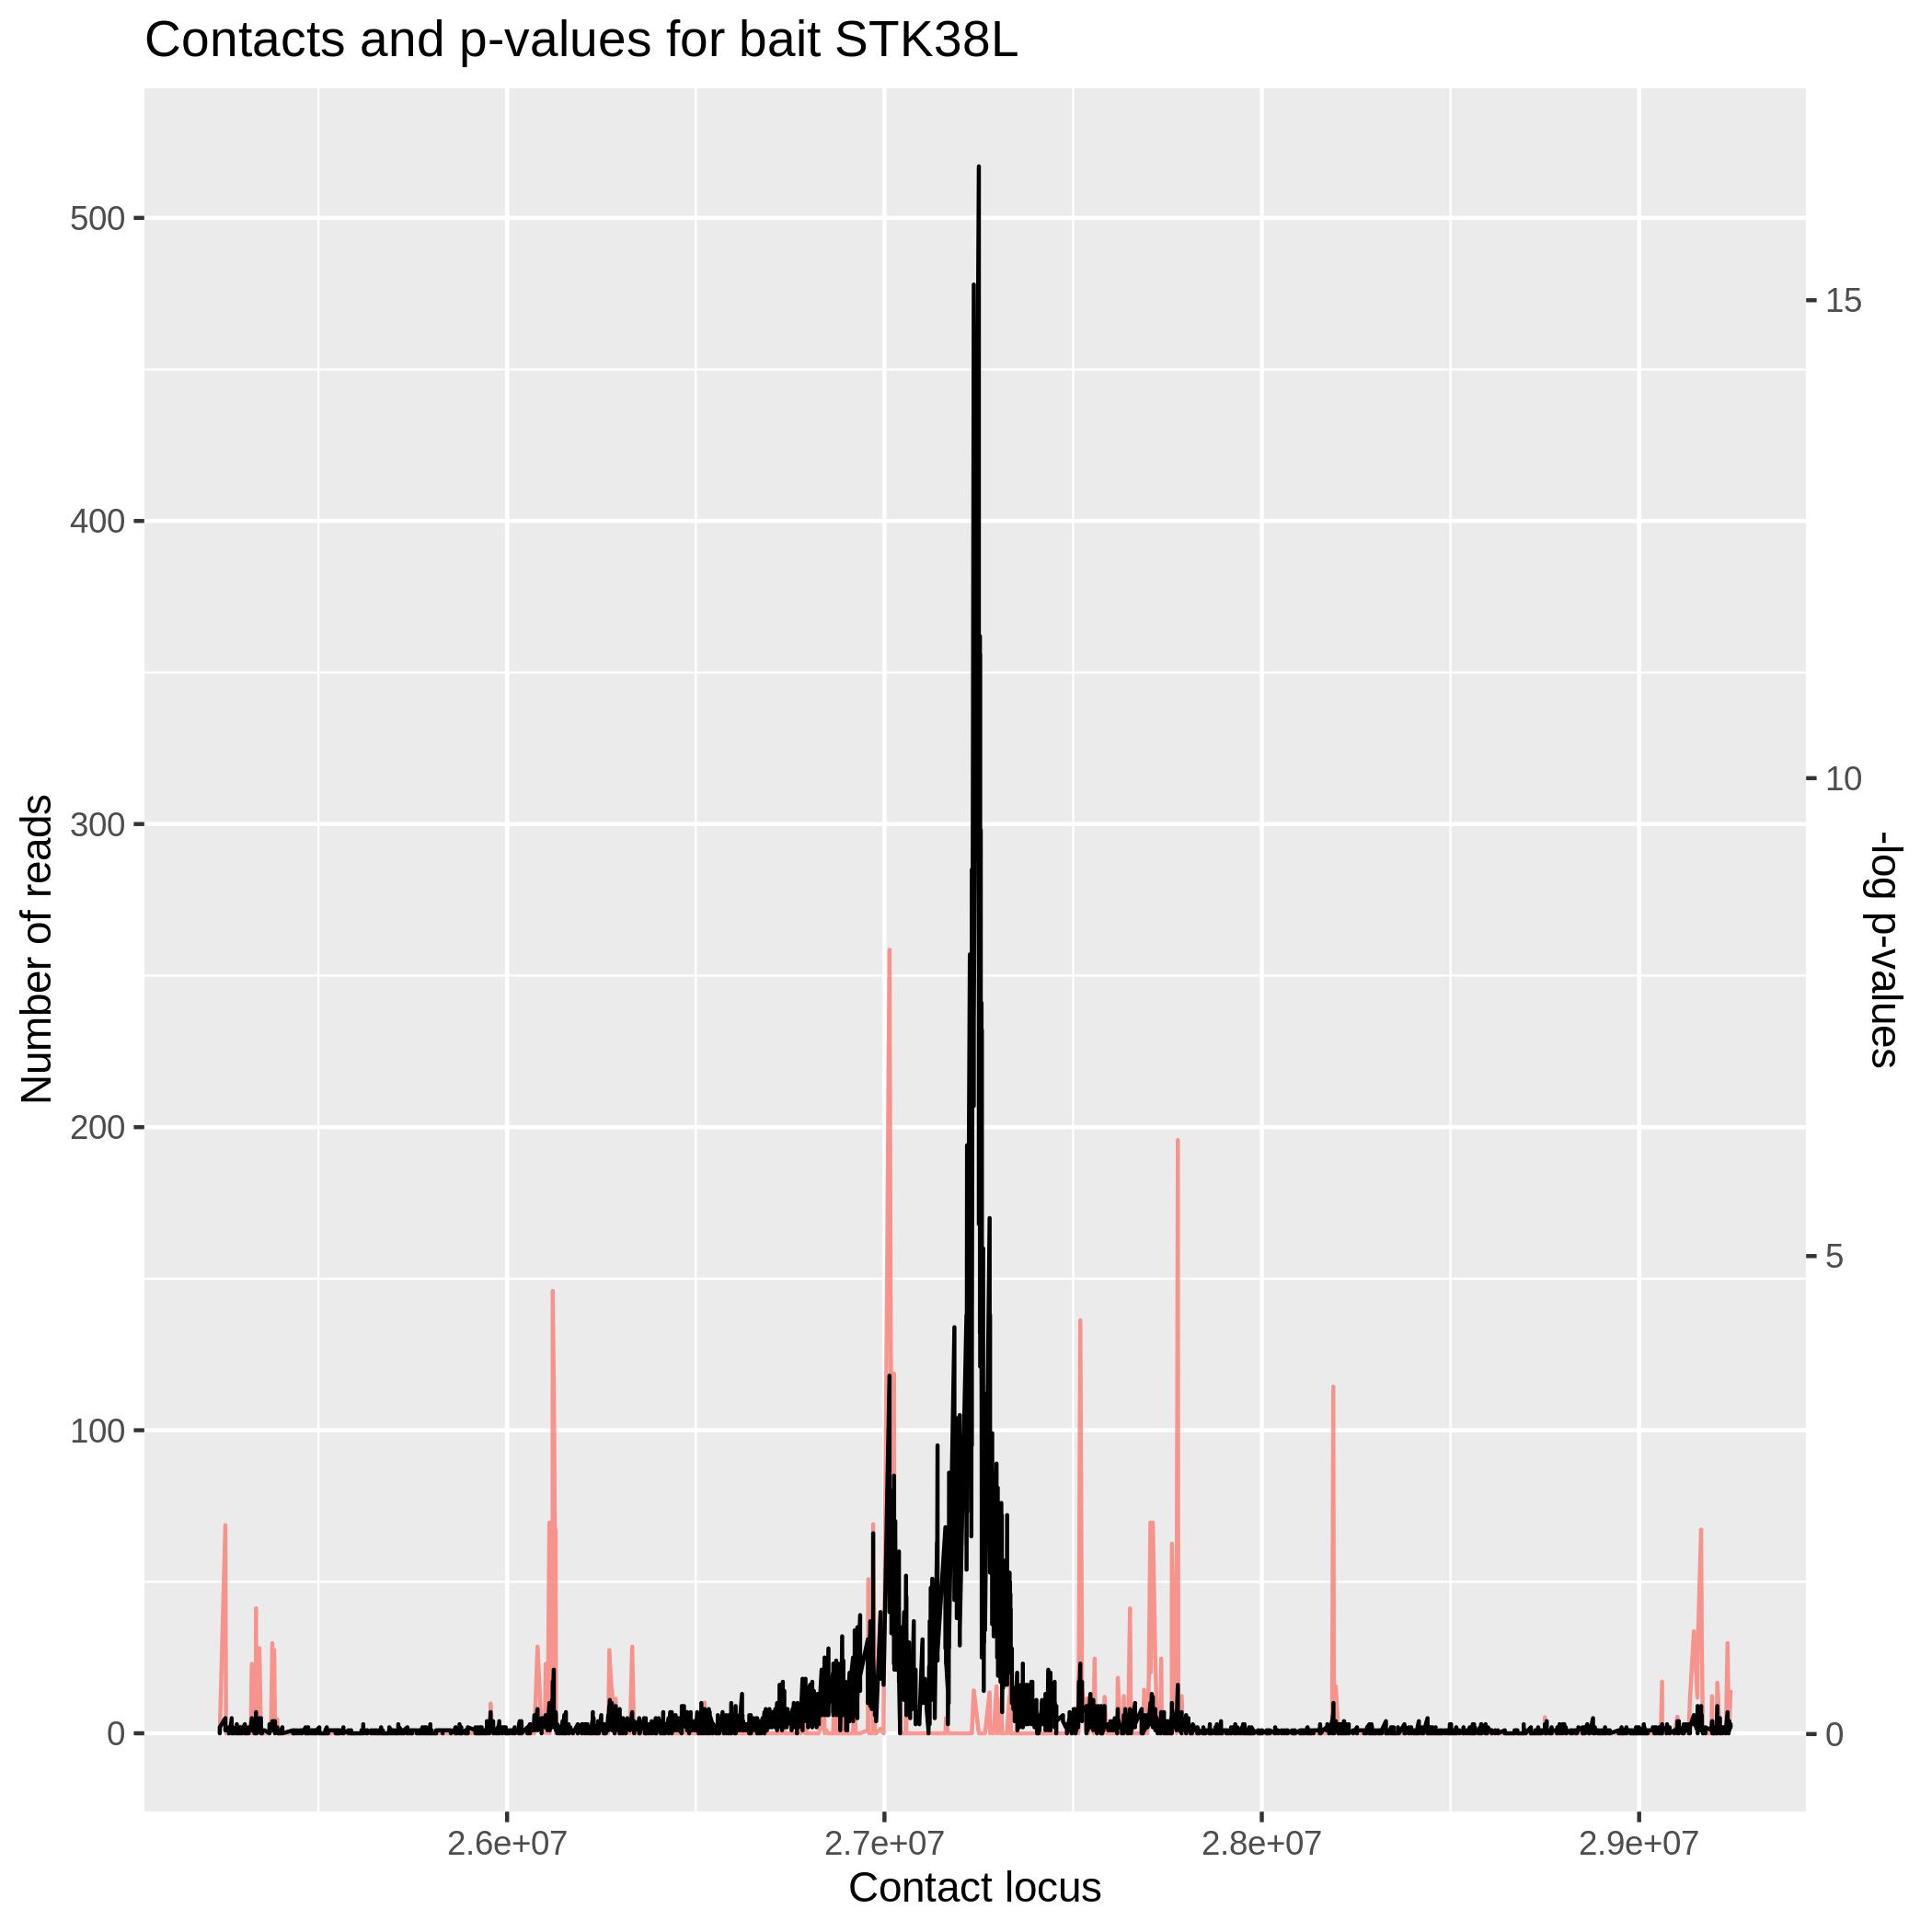 Contacts and p-values for bait STK38L
500
400
300
200
100
0
Number of reads
15
10
5
0
-log p-values
2.6e+07
2.7e+07
2.8e+07
2.9e+07
Contact locus